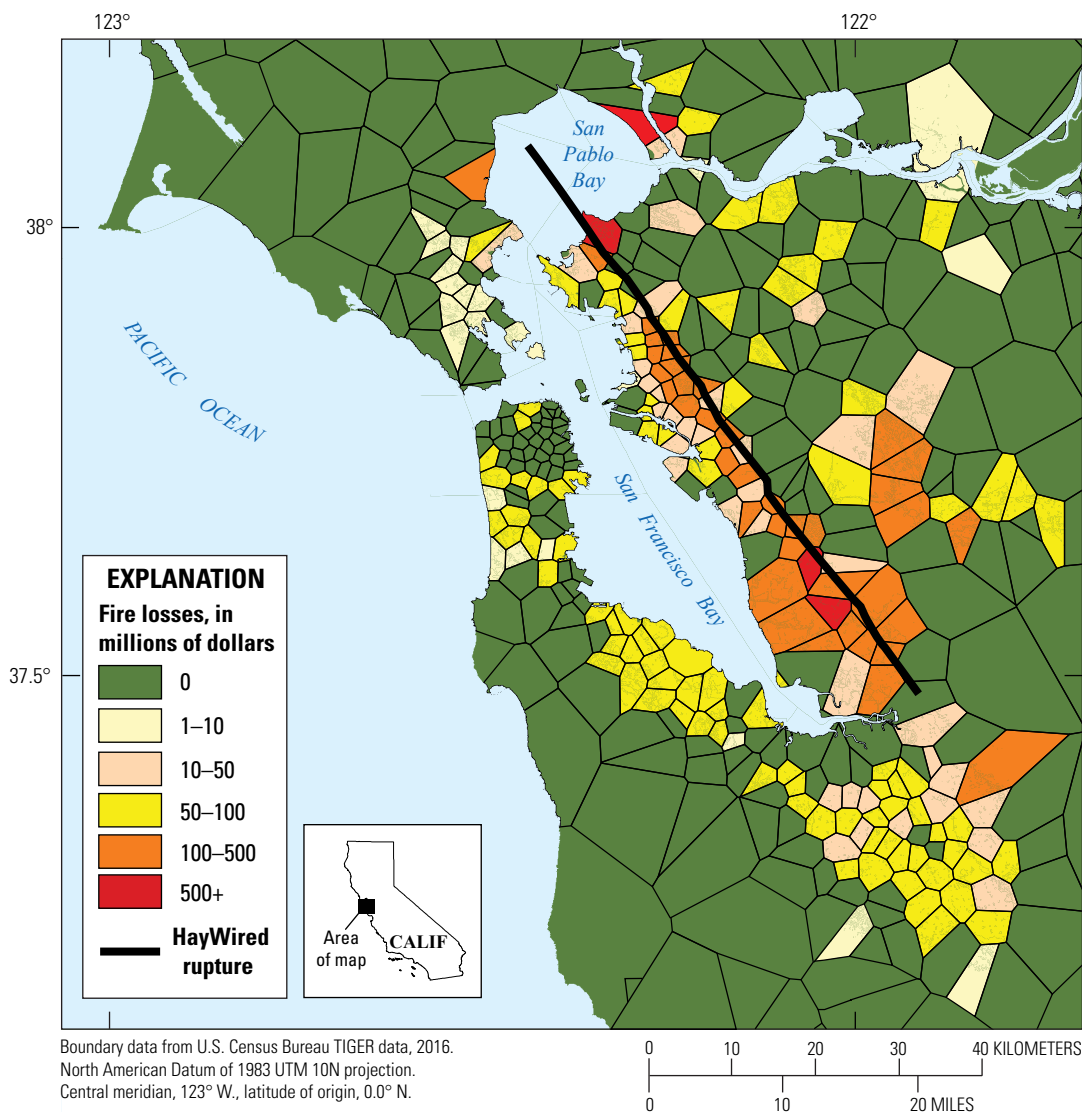 123°
122°
38°
37.5°
San
Pablo
Bay
PACIFIC OCEAN
San Francisco Bay
EXPLANATION
Fire losses, in
millions of dollars
0
1–10
10–50
50–100
100–500
500+
HayWired
rupture
Area
of map
CALIF
Boundary data from U.S. Census Bureau TIGER data, 2016.
North American Datum of 1983 UTM 10N projection.
Central meridian, 123° W., latitude of origin, 0.0° N.
0 10 20 30 40 KILOMETERS
0 10 20 MILES